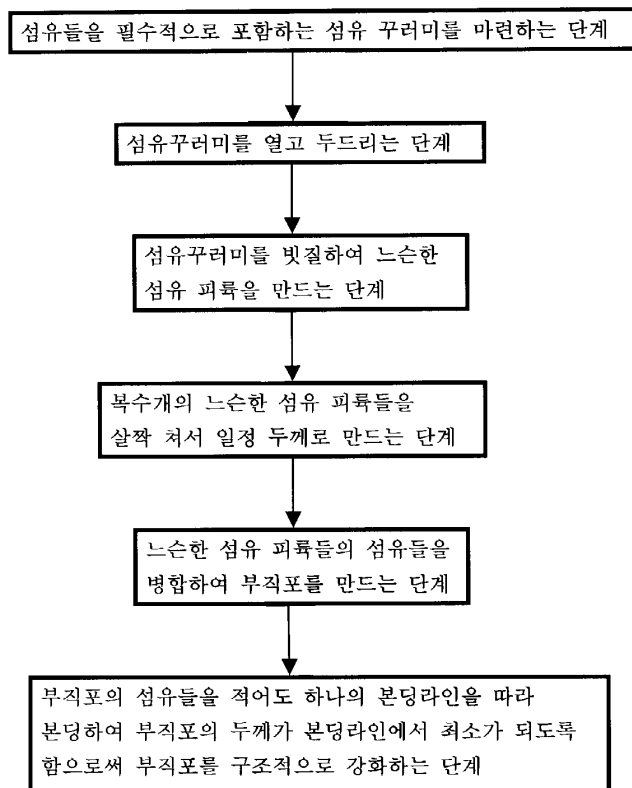 섬유들을 필수적으로 포함하는 섬유 꾸러미를 마련하는 단계
섬유꾸러미를 열고 두드리는 단계
섬유꾸러미를 빗질하여 느슨한
섬유 피륙을 만드는 단계
복수개의 느슨한 섬유 피륙들을
살짝 쳐서 일정 두께로 만드는 단계
느슨한 섬유 피륙들의 섬유들을
병합하여 부직포를 만드는 단계
부직포의 섬유들을 적어도 하나의 본딩라인을 따라
본딩하여 부직포의 두께가 본딩라인에서 최소가 되도록
함으로써 부직포를 구조적으로 강화하는 단계